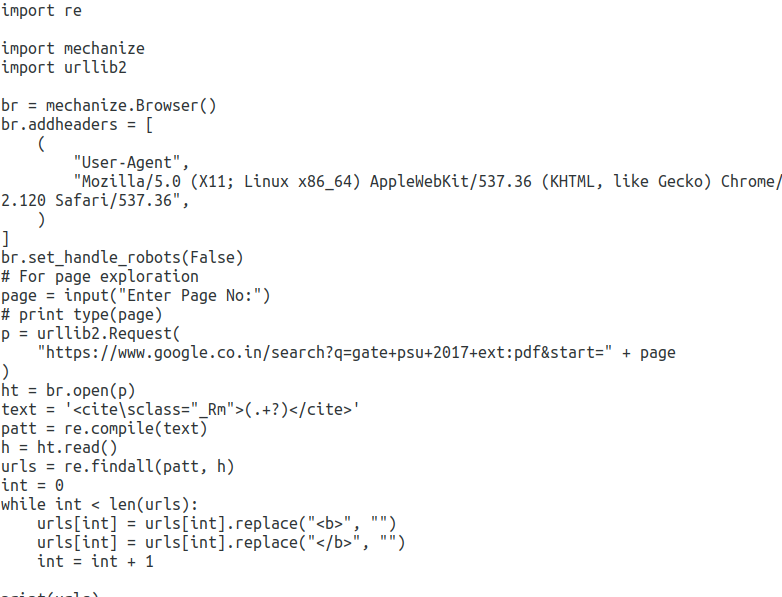 import re
import mechanize
import urllib2
br = mechanize.Browser()
br.addheaders = [
    (
        "User-Agent",
        "Mozilla/5.0 (X11; Linux x86_64) AppleWebKit/537.36 (KHTML, like Gecko) Chrome/
2.120 Safari/537.36",
    )
]
br.set_handle_robots(False)
# For page exploration
page = input("Enter Page No:")
# print type(page)
p = urllib2.Request(
    "https://www.google.co.in/search?q=gate+psu+2017+ext:pdf&start=" + page
)
ht = br.open(p)
text = '<cite\sclass="_Rm">(.+?)</cite>'
patt = re.compile(text)
h = ht.read()
urls = re.findall(patt, h)
int = 0
while int < len(urls):
    urls[int] = urls[int].replace("<b>", "")
    urls[int] = urls[int].replace("</b>", "")
    int = int + 1
print(urls)